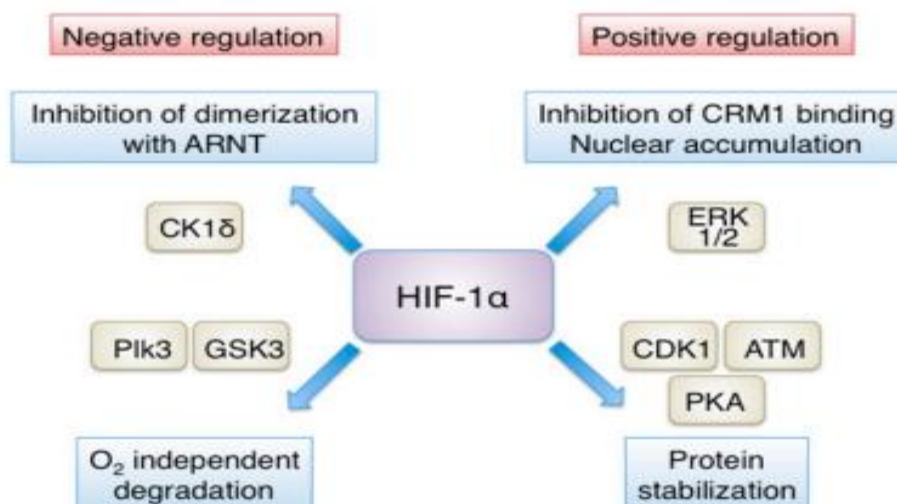 Negative regulation
Positive regulation
Inhibition of dimerization
with ARNT
Inhibition of CRM1 binding
Nuclear accumulation
CK1δ
ERK
1/2
HIF-1α
Plk3
GSK3
CDK1
ATM
PKA
O₂ independent
degradation
Protein
stabilization